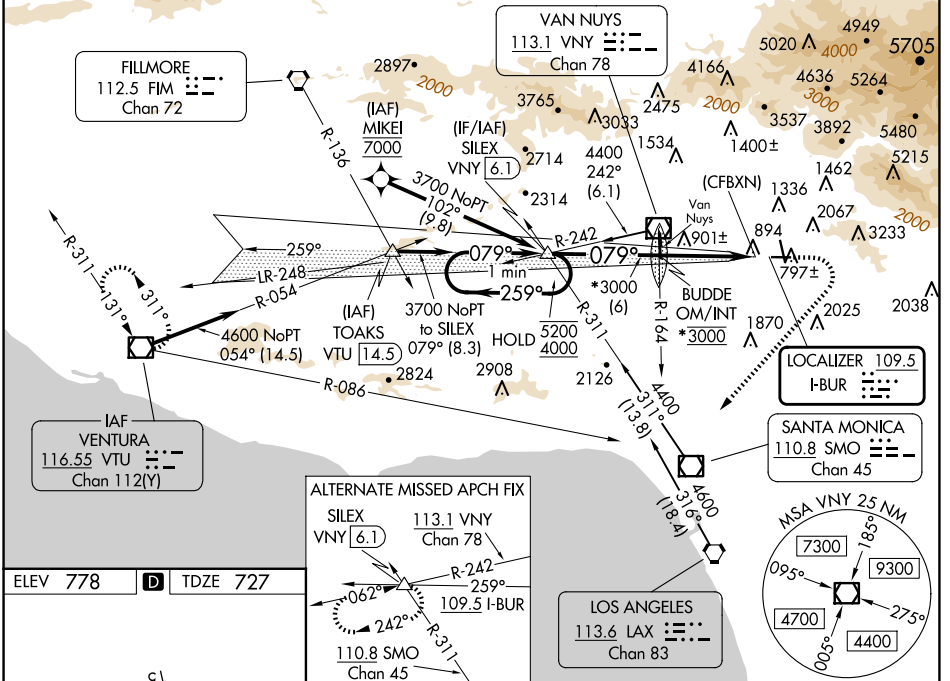 VAN NUYS
113.1 VNY
Chan 78
FILLMORE
112.5 FIM
Chan 72
2897
2000
(IAF)
MIKEI
7000
(IF/IAF)
SILEX
VNY 6.1
3765
3033
2714
2314
4400
242°
(6.1)
1534
2475
4166
2000
5020
4000
4949
5705
4636
3000
5264
3537
3892
5480
1400±
1462
5215
(CFBXN)
1336
2067
2000
3233
894
797±
2025
2038
1870
Van
Nuys
901±
R-136
3700 NoPT
102°
(9.8)
R-242
259°
079°
079°
1 min
259°
LR-248
R-054
R-311
131°
311°
4600 NoPT
054° (14.5)
(IAF)
TOAKS
VTU 14.5
3700 NoPT
to SILEX
079° (8.3)
HOLD
5200
4000
*3000
(6)
R-311
R-164
BUDDE
OM/INT
*3000
R-086
2824
2908
2126
4400
311°
(13.8)
LOCALIZER 109.5
I-BUR
IAF
VENTURA
116.55 VTU
Chan 112(Y)
SANTA MONICA
110.8 SMO
Chan 45
4600
316°
(18.4)
LOS ANGELES
113.6 LAX
Chan 83
ALTERNATE MISSED APCH FIX
SILEX
VNY 6.1
113.1 VNY
Chan 78
R-242
259°
109.5 I-BUR
062°
242°
R-311
110.8 SMO
Chan 45
MSA VNY 25 NM
7300
185°
095°
9300
4700
275°
005°
4400
ELEV 778
D
TDZE 727